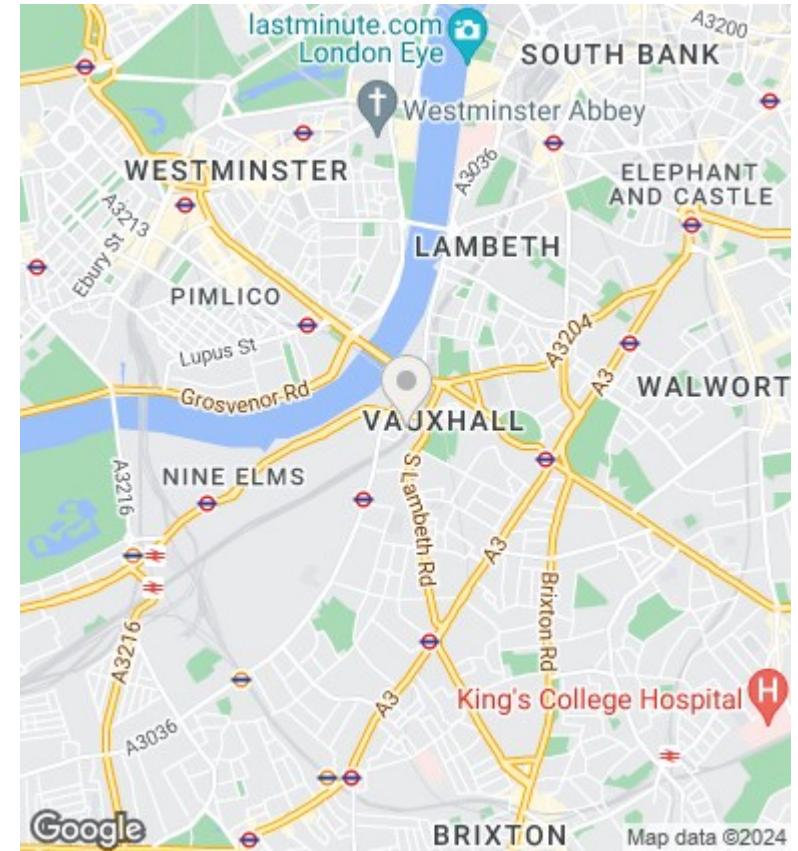 lastminute.com
London Eye
A3200
SOUTH BANK
Westminster Abbey
WESTMINSTER
A3036
ELEPHANT
AND CASTLE
A3213
Ebury St
LAMBETH
PIMLICO
Lupus St
A3204
Grosvenor Rd
A3
WALWORT
VAUXHALL
A3216
NINE ELMS
S Lambeth Rd
A3
Brixton Rd
A3216
A3
King's College Hospital
H
A3036
Google
BRIXTON
Map data ©2024